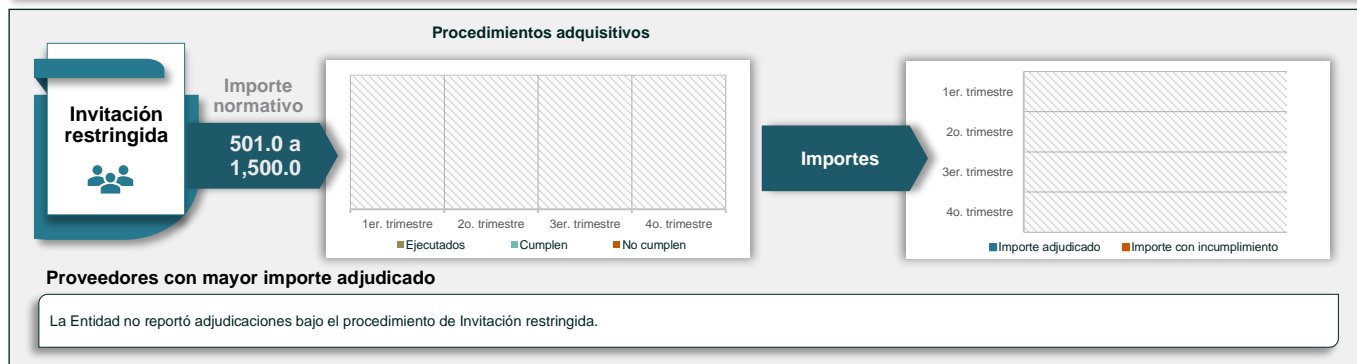 Procedimientos adquisitivos
Invitación
restringida
Importe
normativo
501.0 a
1,500.0
1er. trimestre
2o. trimestre
3er. trimestre
4o. trimestre
Ejecutados
Cumplen
No cumplen
Importes
1er. trimestre
2o. trimestre
3er. trimestre
4o. trimestre
Importe adjudicado
Importe con incumplimiento
Proveedores con mayor importe adjudicado
La Entidad no reportó adjudicaciones bajo el procedimiento de Invitación restringida.